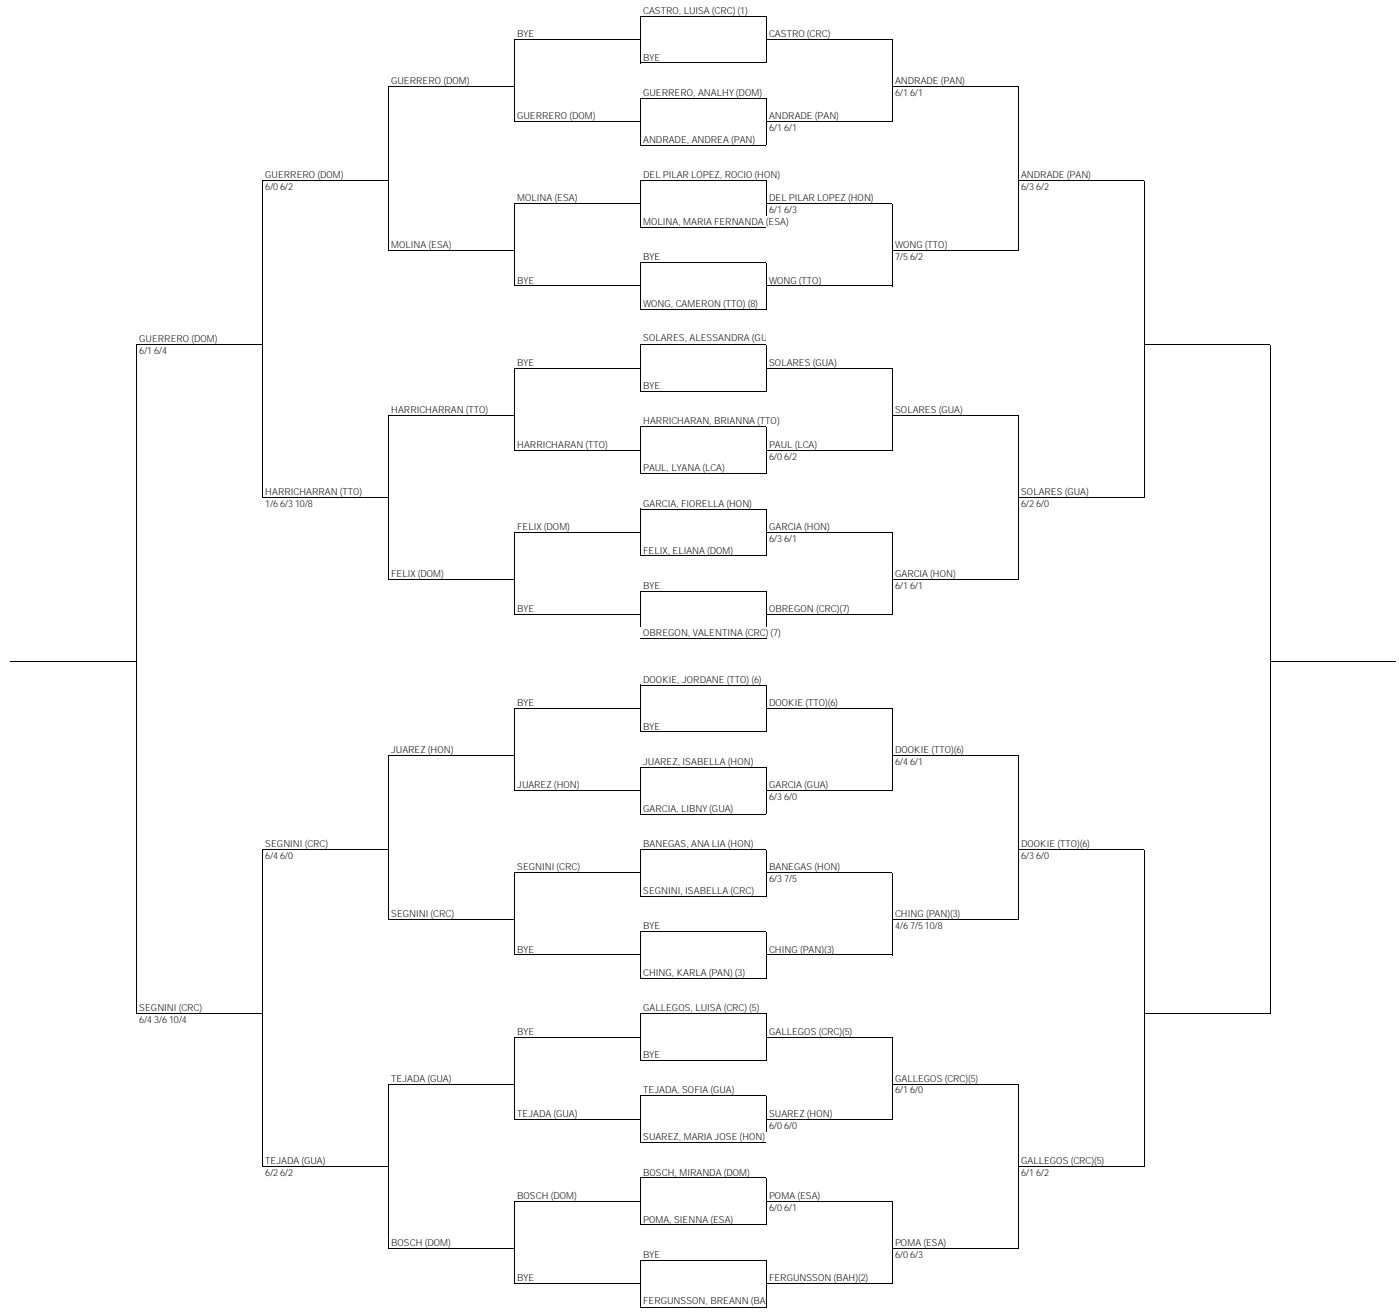 CASTRO, LUISA (CRC) (1)
BYE
CASTRO (CRC)
BYE
GUERRERO (DOM)
ANDRADE (PAN)
6/1 6/1
GUERRERO, ANALHY (DOM)
GUERRERO (DOM)
ANDRADE (PAN)
6/1 6/1
ANDRADE, ANDREA (PAN)
GUERRERO (DOM)
6/0 6/2
DEL PILAR LOPEZ, ROCIO (HON)
ANDRADE (PAN)
6/3 6/2
MOLINA (ESA)
DEL PILAR LOPEZ (HON)
6/1 6/3
MOLINA, MARIA FERNANDA (ESA)
MOLINA (ESA)
WONG (TTO)
7/5 6/2
BYE
BYE
WONG (TTO)
WONG, CAMERON (TTO) (8)
GUERRERO (DOM)
6/1 6/4
SOLARES, ALESSANDRA (GU
BYE
SOLARES (GUA)
BYE
HARRICHARRAN (TTO)
SOLARES (GUA)
HARRICHARAN, BRIANNA (TTO)
HARRICHARAN (TTO)
PAUL (LCA)
6/0 6/2
PAUL, LYANA (LCA)
HARRICHARRAN (TTO)
1/6 6/3 10/8
SOLARES (GUA)
6/2 6/0
GARCIA, FIORELLA (HON)
FELIX (DOM)
GARCIA (HON)
6/3 6/1
FELIX, ELIANA (DOM)
FELIX (DOM)
GARCIA (HON)
6/1 6/1
BYE
BYE
OBREGON (CRC)(7)
OBREGON, VALENTINA (CRC) (7)
DOOKIE, JORDANE (TTO) (6)
BYE
DOOKIE (TTO)(6)
BYE
JUAREZ (HON)
DOOKIE (TTO)(6)
6/4 6/1
JUAREZ, ISABELLA (HON)
JUAREZ (HON)
GARCIA (GUA)
6/3 6/0
GARCIA, LIBNY (GUA)
SEGNINI (CRC)
6/4 6/0
BANEGAS, ANA LIA (HON)
DOOKIE (TTO)(6)
6/3 6/0
SEGNINI (CRC)
BANEGAS (HON)
6/3 7/5
SEGNINI, ISABELLA (CRC)
SEGNINI (CRC)
CHING (PAN)(3)
4/6 7/5 10/8
BYE
BYE
CHING (PAN)(3)
CHING, KARLA (PAN) (3)
SEGNINI (CRC)
6/4 3/6 10/4
GALLEGOS, LUISA (CRC) (5)
BYE
GALLEGOS (CRC)(5)
BYE
TEJADA (GUA)
GALLEGOS (CRC)(5)
6/1 6/0
TEJADA, SOFIA (GUA)
TEJADA (GUA)
SUAREZ (HON)
6/0 6/0
SUAREZ, MARIA JOSE (HON)
TEJADA (GUA)
6/2 6/2
GALLEGOS (CRC)(5)
6/1 6/2
BOSCH, MIRANDA (DOM)
BOSCH (DOM)
POMA (ESA)
6/0 6/1
POMA, SIENNA (ESA)
BOSCH (DOM)
POMA (ESA)
6/0 6/3
BYE
BYE
FERGUNSSON (BAH)(2)
FERGUNSSON, BREANN (BA